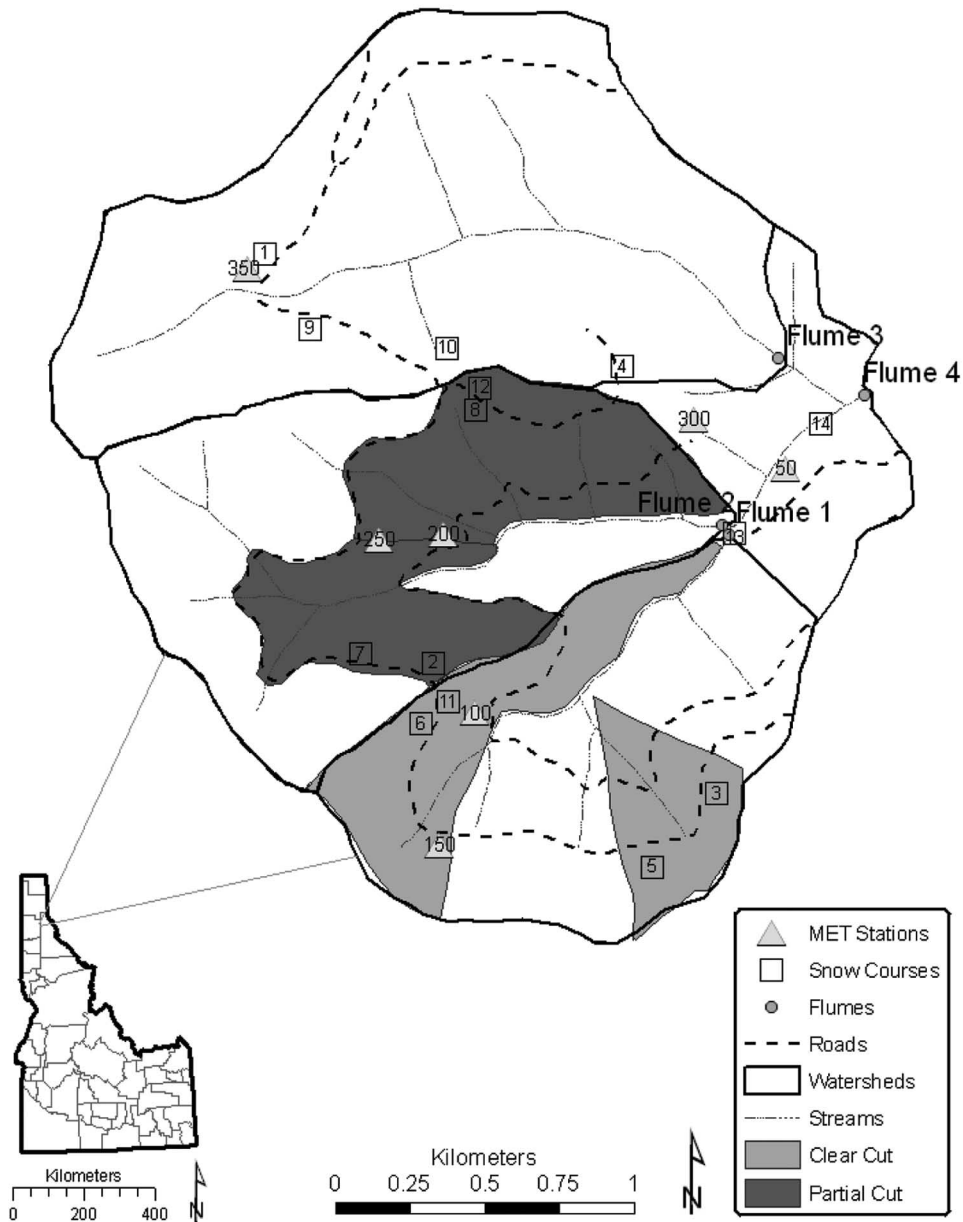 1
350
9
10
4
Flume 3
Flume 4
12
8
300
14
50
Flume 2
Flume 1
13
250
200
7
2
11
6
100
3
150
5
MET Stations
Snow Courses
Flumes
Roads
Watersheds
Streams
Clear Cut
Partial Cut
Kilometers
0 0.25 0.5 0.75 1
N
Kilometers
0 200 400
N